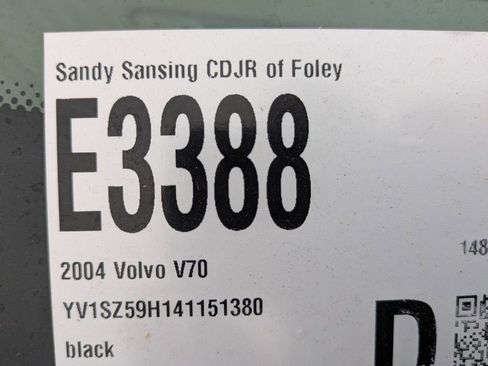 Sandy Sansing CDJR of Foley
E3388
148
2004 Volvo V70
YV1SZ59H141151380
black